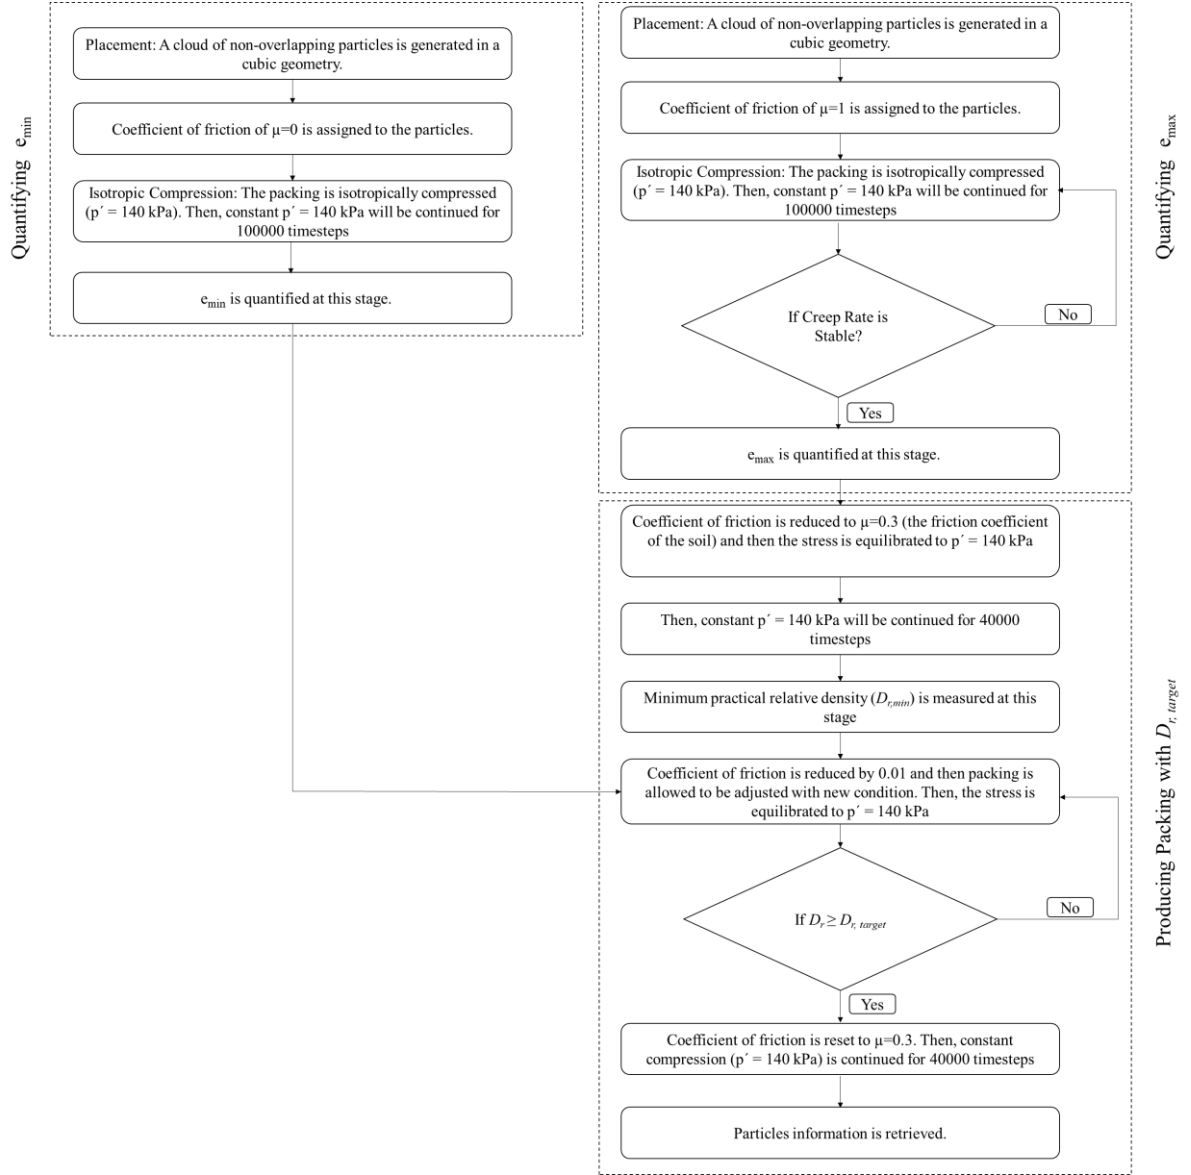 Quantifying e_min
Placement: A cloud of non-overlapping particles is generated in a
cubic geometry.
Coefficient of friction of μ=0 is assigned to the particles.
Isotropic Compression: The packing is isotropically compressed
(p´ = 140 kPa). Then, constant p´ = 140 kPa will be continued for
100000 timesteps
e_min is quantified at this stage.
Placement: A cloud of non-overlapping particles is generated in a
cubic geometry.
Coefficient of friction of μ=1 is assigned to the particles.
Isotropic Compression: The packing is isotropically compressed
(p´ = 140 kPa). Then, constant p´ = 140 kPa will be continued for
100000 timesteps
If Creep Rate is
Stable?
No
Yes
e_max is quantified at this stage.
Quantifying e_max
Coefficient of friction is reduced to μ=0.3 (the friction coefficient
of the soil) and then the stress is equilibrated to p´ = 140 kPa
Then, constant p´ = 140 kPa will be continued for 40000
timesteps
Minimum practical relative density (D_r,min) is measured at this
stage
Coefficient of friction is reduced by 0.01 and then packing is
allowed to be adjusted with new condition. Then, the stress is
equilibrated to p´ = 140 kPa
If D_r ≥ D_r, target
No
Yes
Coefficient of friction is reset to μ=0.3. Then, constant
compression (p´ = 140 kPa) is continued for 40000 timesteps
Particles information is retrieved.
Producing Packing with D_r, target